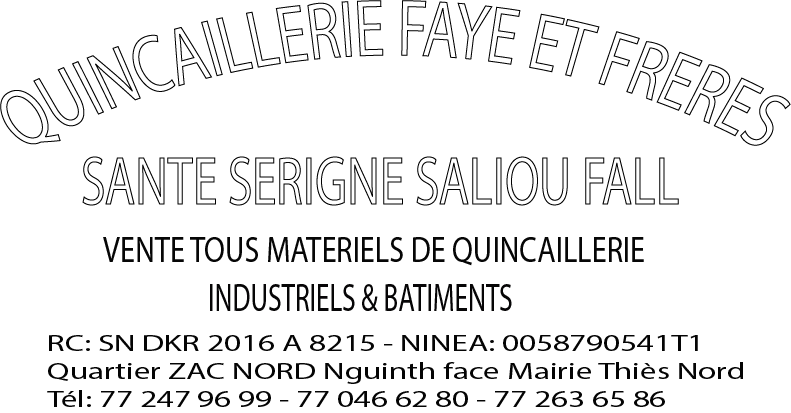 QUINCAILLERIE FAYE ET FRERES
SANTE SERIGNE SALIOU FALL
VENTE TOUS MATERIELS DE QUINCAILLERIE
INDUSTRIELS & BATIMENTS
RC: SN DKR 2016 A 8215 - NINEA: 0058790541T1
Quartier ZAC NORD Nguinth face Mairie Thiès Nord
Tél: 77 247 96 99 - 77 046 62 80 - 77 263 65 86